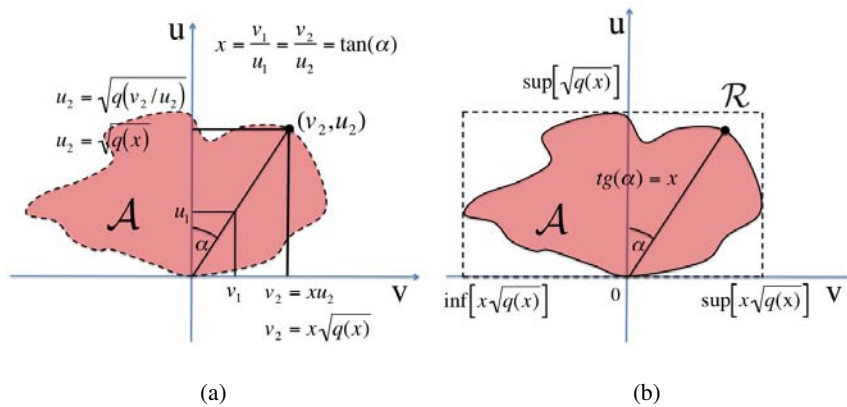 u
x = v₁/u₁ = v₂/u₂ = tan(α)
u₂ = √q(v₂/u₂)
u₂ = √q(x)
(v₂,u₂)
𝒜
u₁
α
v₁
v₂ = xu₂
v
v₂ = x√q(x)
(a)
u
sup[√q(x)]
ℛ
tg(α) = x
𝒜
α
inf[x√q(x)]
0
sup[x√q(x)]
v
(b)